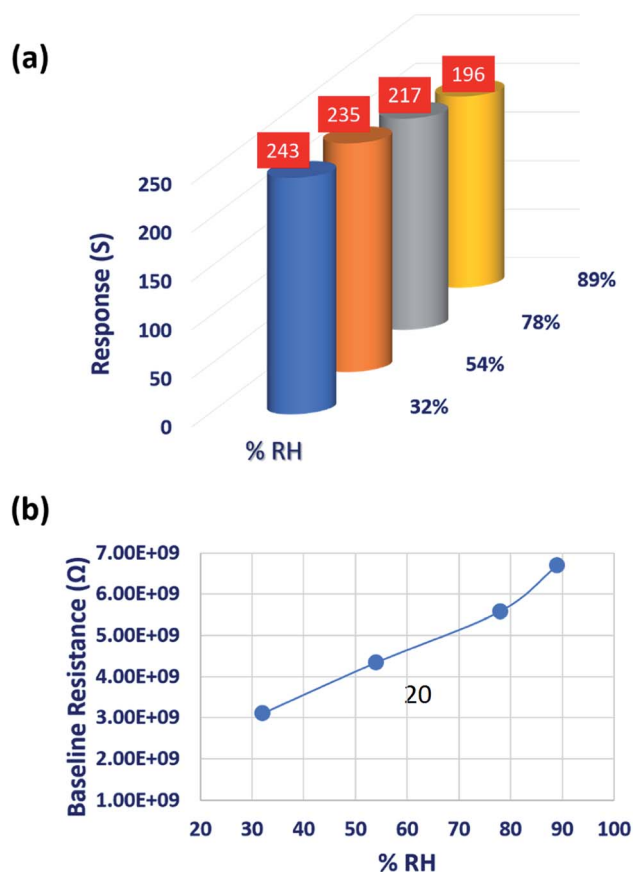 (a)
196
217
235
243
250
200
150
100
50
0
Response (S)
89%
78%
54%
32%
% RH
(b)
7.00E+09
6.00E+09
5.00E+09
4.00E+09
3.00E+09
2.00E+09
1.00E+09
Baseline Resistance (Ω)
20
20 30 40 50 60 70 80 90 100
% RH